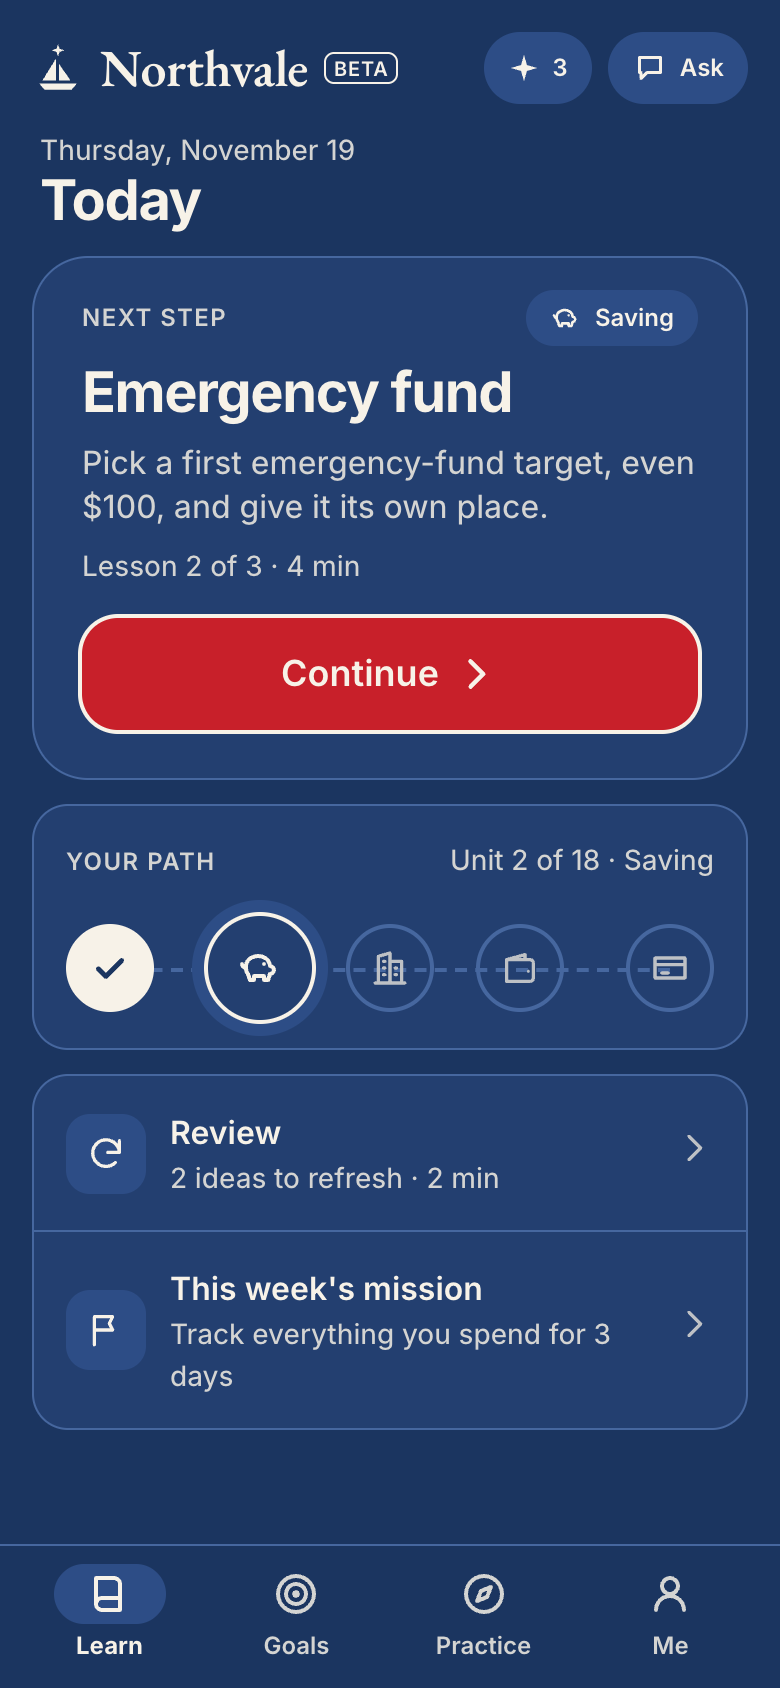 Northvale BETA
3
Ask
Thursday, November 19
Today
NEXT STEP
Saving
Emergency fund
Pick a first emergency-fund target, even
$100, and give it its own place.
Lesson 2 of 3 · 4 min
Continue
YOUR PATH
Unit 2 of 18 · Saving
Review
2 ideas to refresh · 2 min
This week's mission
Track everything you spend for 3
days
Learn
Goals
Practice
Me